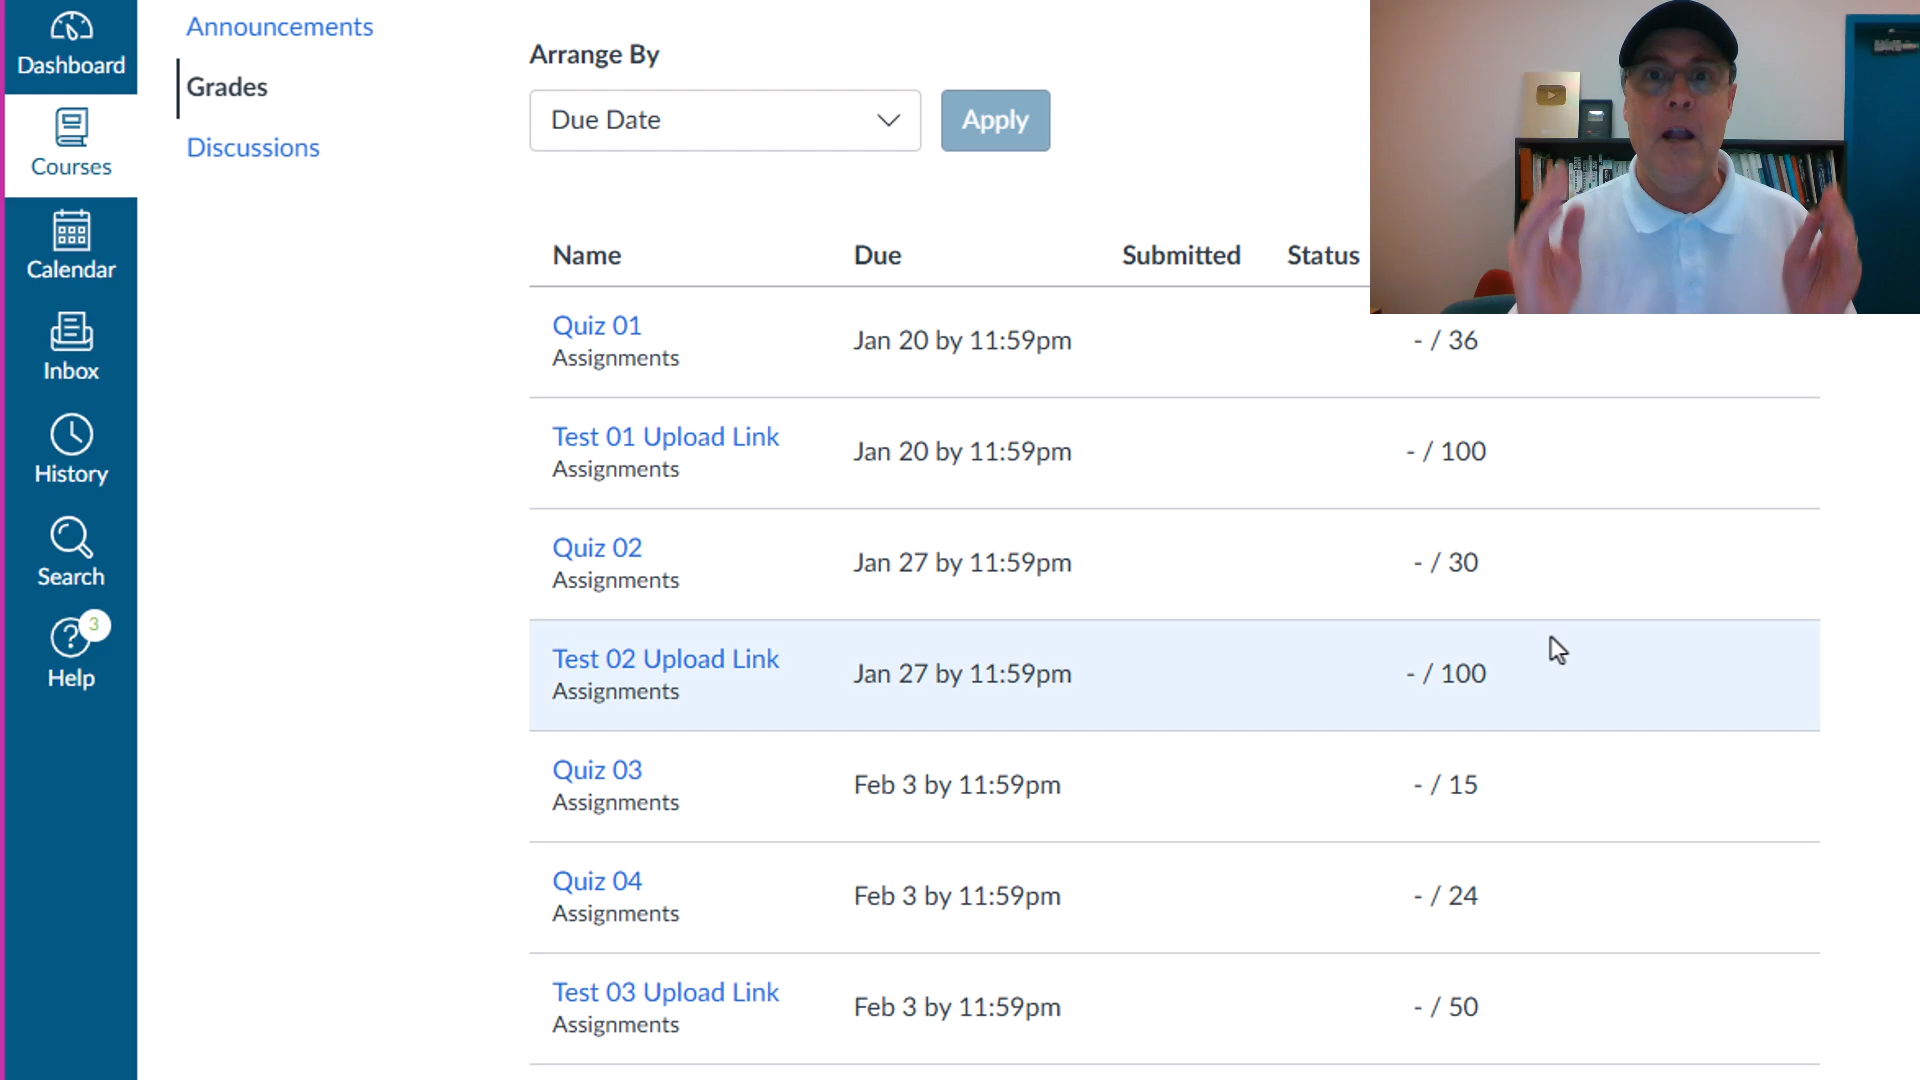 Dashboard
Courses
Calendar
Inbox
History
Search
3
Help
Announcements
Grades
Discussions
Arrange By
Due Date
Apply
Name Due Submitted Status
Quiz 01
Assignments
Jan 20 by 11:59pm
- / 36
Test 01 Upload Link
Assignments
Jan 20 by 11:59pm
- / 100
Quiz 02
Assignments
Jan 27 by 11:59pm
- / 30
Test 02 Upload Link
Assignments
Jan 27 by 11:59pm
- / 100
Quiz 03
Assignments
Feb 3 by 11:59pm
- / 15
Quiz 04
Assignments
Feb 3 by 11:59pm
- / 24
Test 03 Upload Link
Assignments
Feb 3 by 11:59pm
- / 50